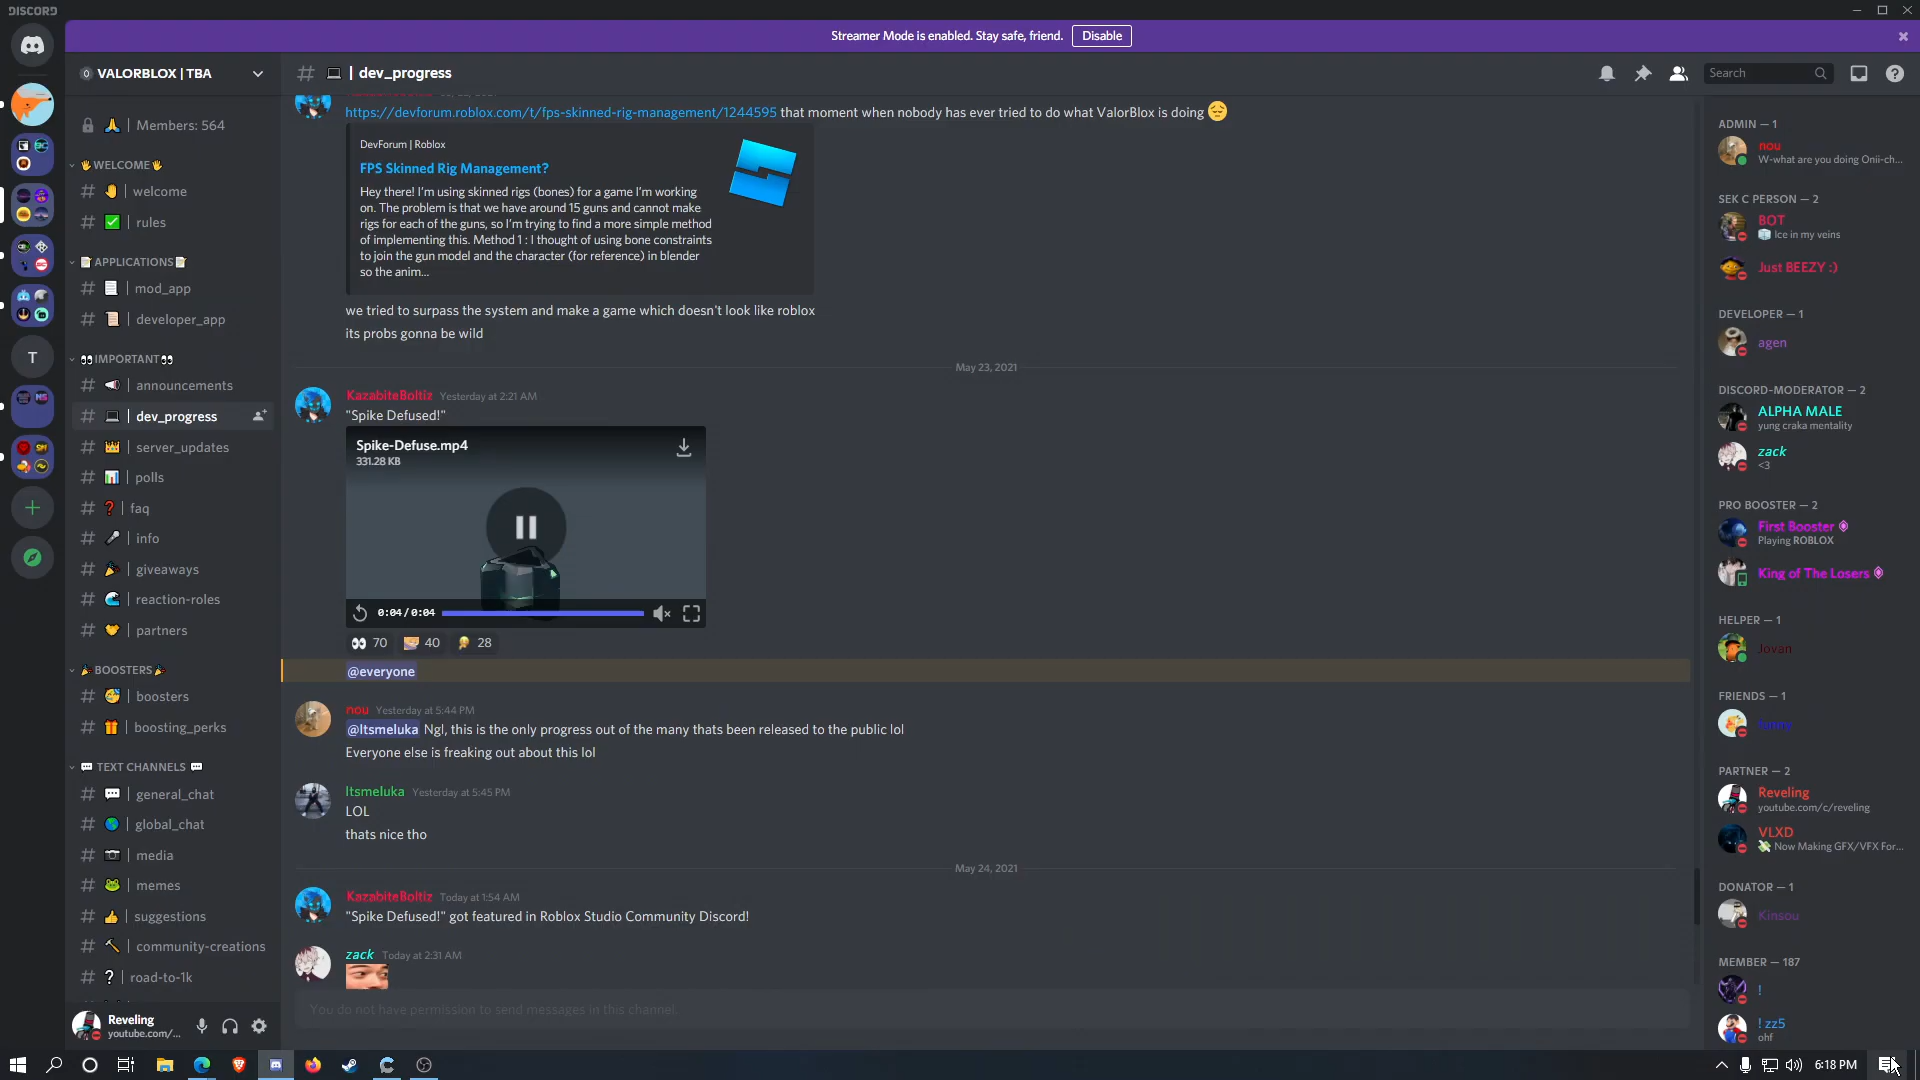 DISCORD
Streamer Mode is enabled. Stay safe, friend.
Disable
VALORBLOX | TBA
| dev_progress
Search
Members: 564
WELCOME
| welcome
| rules
APPLICATIONS
| mod_app
| developer_app
IMPORTANT
| announcements
| dev_progress
| server_updates
| polls
| faq
| info
| giveaways
| reaction-roles
| partners
BOOSTERS
| boosters
| boosting_perks
TEXT CHANNELS
| general_chat
| global_chat
| media
| memes
| suggestions
| community-creations
| road-to-1k
T
Reveling
youtube.com/...
https://devforum.roblox.com/t/fps-skinned-rig-management/1244595 that moment when nobody has ever tried to do what ValorBlox is doing
DevForum | Roblox
FPS Skinned Rig Management?
Hey there! I'm using skinned rigs (bones) for a game I'm working
on. The problem is that we have around 15 guns and cannot make
rigs for each of the guns, so I'm trying to find a more simple method
of implementing this. Method 1 : I thought of using bone constraints
to join the gun model and the character (for reference) in blender
so the anim...
we tried to surpass the system and make a game which doesn't look like roblox
its probs gonna be wild
May 23, 2021
KazabiteBoltiz Yesterday at 2:21 AM
"Spike Defused!"
Spike-Defuse.mp4
331.28 KB
0:04/0:04
70 40 28
@everyone
nou Yesterday at 5:44 PM
@Itsmeluka Ngl, this is the only progress out of the many thats been released to the public lol
Everyone else is freaking out about this lol
Itsmeluka Yesterday at 5:45 PM
LOL
thats nice tho
May 24, 2021
KazabiteBoltiz Today at 1:54 AM
"Spike Defused!" got featured in Roblox Studio Community Discord!
zack Today at 2:31 AM
You do not have permission to send messages in this channel.
ADMIN — 1
nou
W-what are you doing Onii-ch...
SEK C PERSON — 2
BOT
Ice in my veins
Just BEEZY :)
DEVELOPER — 1
agen
DISCORD-MODERATOR — 2
ALPHA MALE
yung craka mentality
zack
<3
PRO BOOSTER — 2
First Booster
Playing ROBLOX
King of The Losers
HELPER — 1
Jovan
FRIENDS — 1
PARTNER — 2
Reveling
youtube.com/c/reveling
VLXD
Now Making GFX/VFX For...
DONATOR — 1
Kinsou
MEMBER — 187
!
! zz5
ohf
6:18 PM